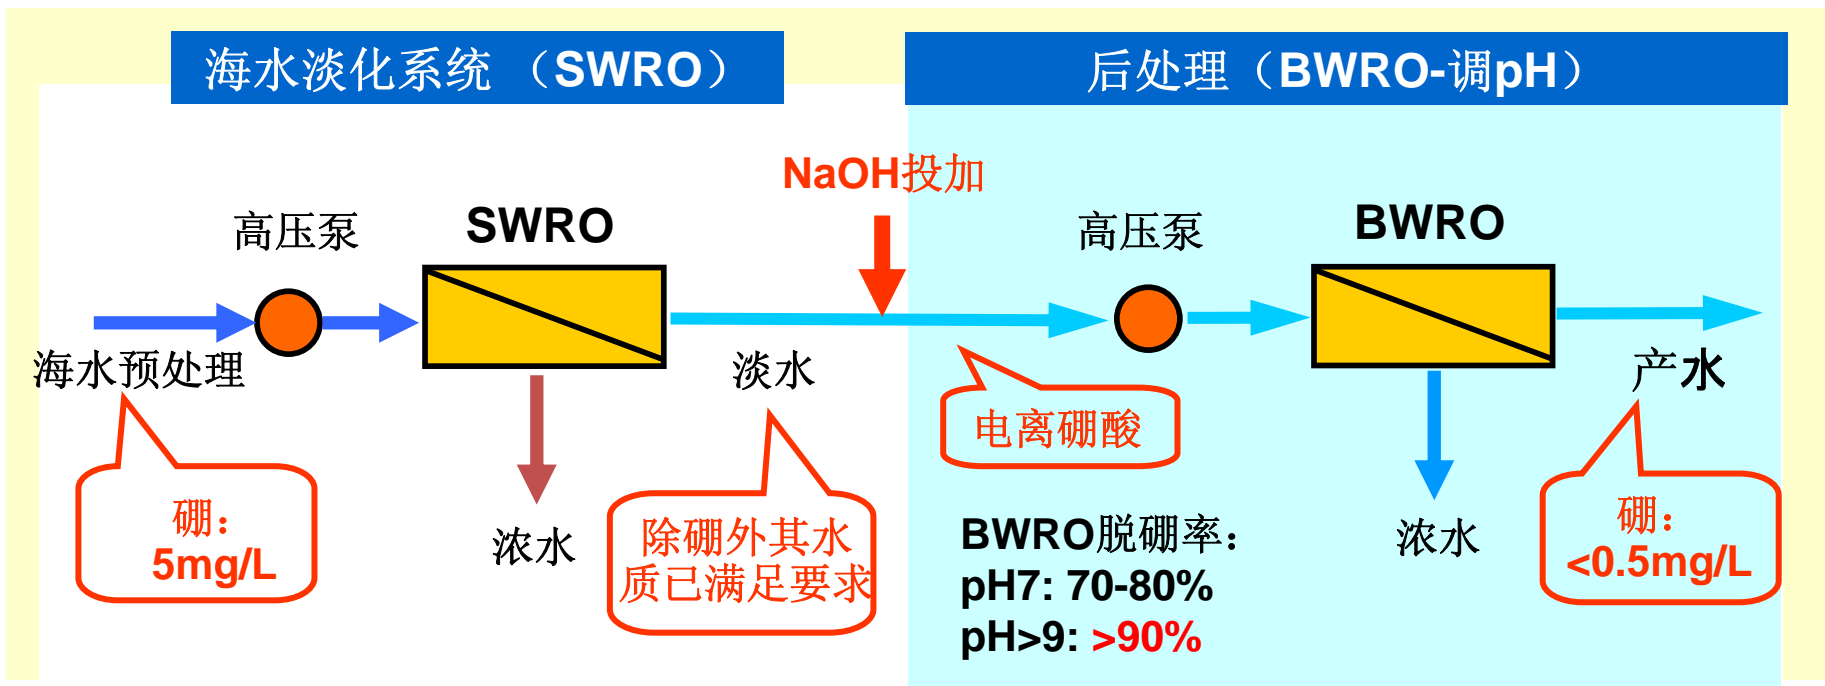 海水淡化系统 （SWRO）
后处理（BWRO-调pH）
NaOH投加
高压泵
SWRO
高压泵
BWRO
海水预处理
淡水
产水
电离硼酸
硼：
5mg/L
浓水
除硼外其水
质已满足要求
BWRO脱硼率：
pH7: 70-80%
pH>9: >90%
浓水
硼：
<0.5mg/L